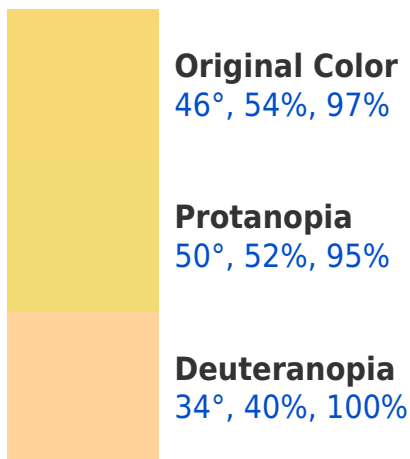 Original Color
46°, 54%, 97%
Protanopia
50°, 52%, 95%
Deuteranopia
34°, 40%, 100%